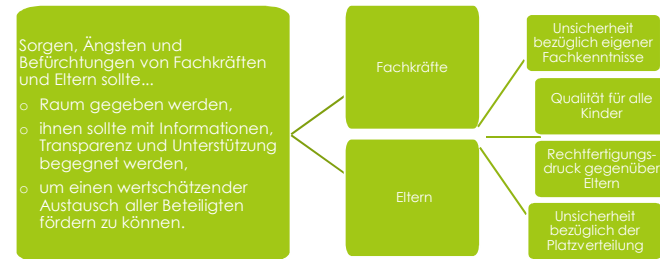 Sorgen, Ängsten und
Befürchtungen von Fachkräften
und Eltern sollte...
o Raum gegeben werden,
o ihnen sollte mit Informationen,
Transparenz und Unterstützung
begegnet werden,
o um einen wertschätzender
Austausch aller Beteiligten
fördern zu können.
Fachkräfte
Eltern
Unsicherheit
bezüglich eigener
Fachkenntnisse
Qualität für alle
Kinder
Rechtfertigungs-
druck gegenüber
Eltern
Unsicherheit
bezüglich der
Platzverteilung